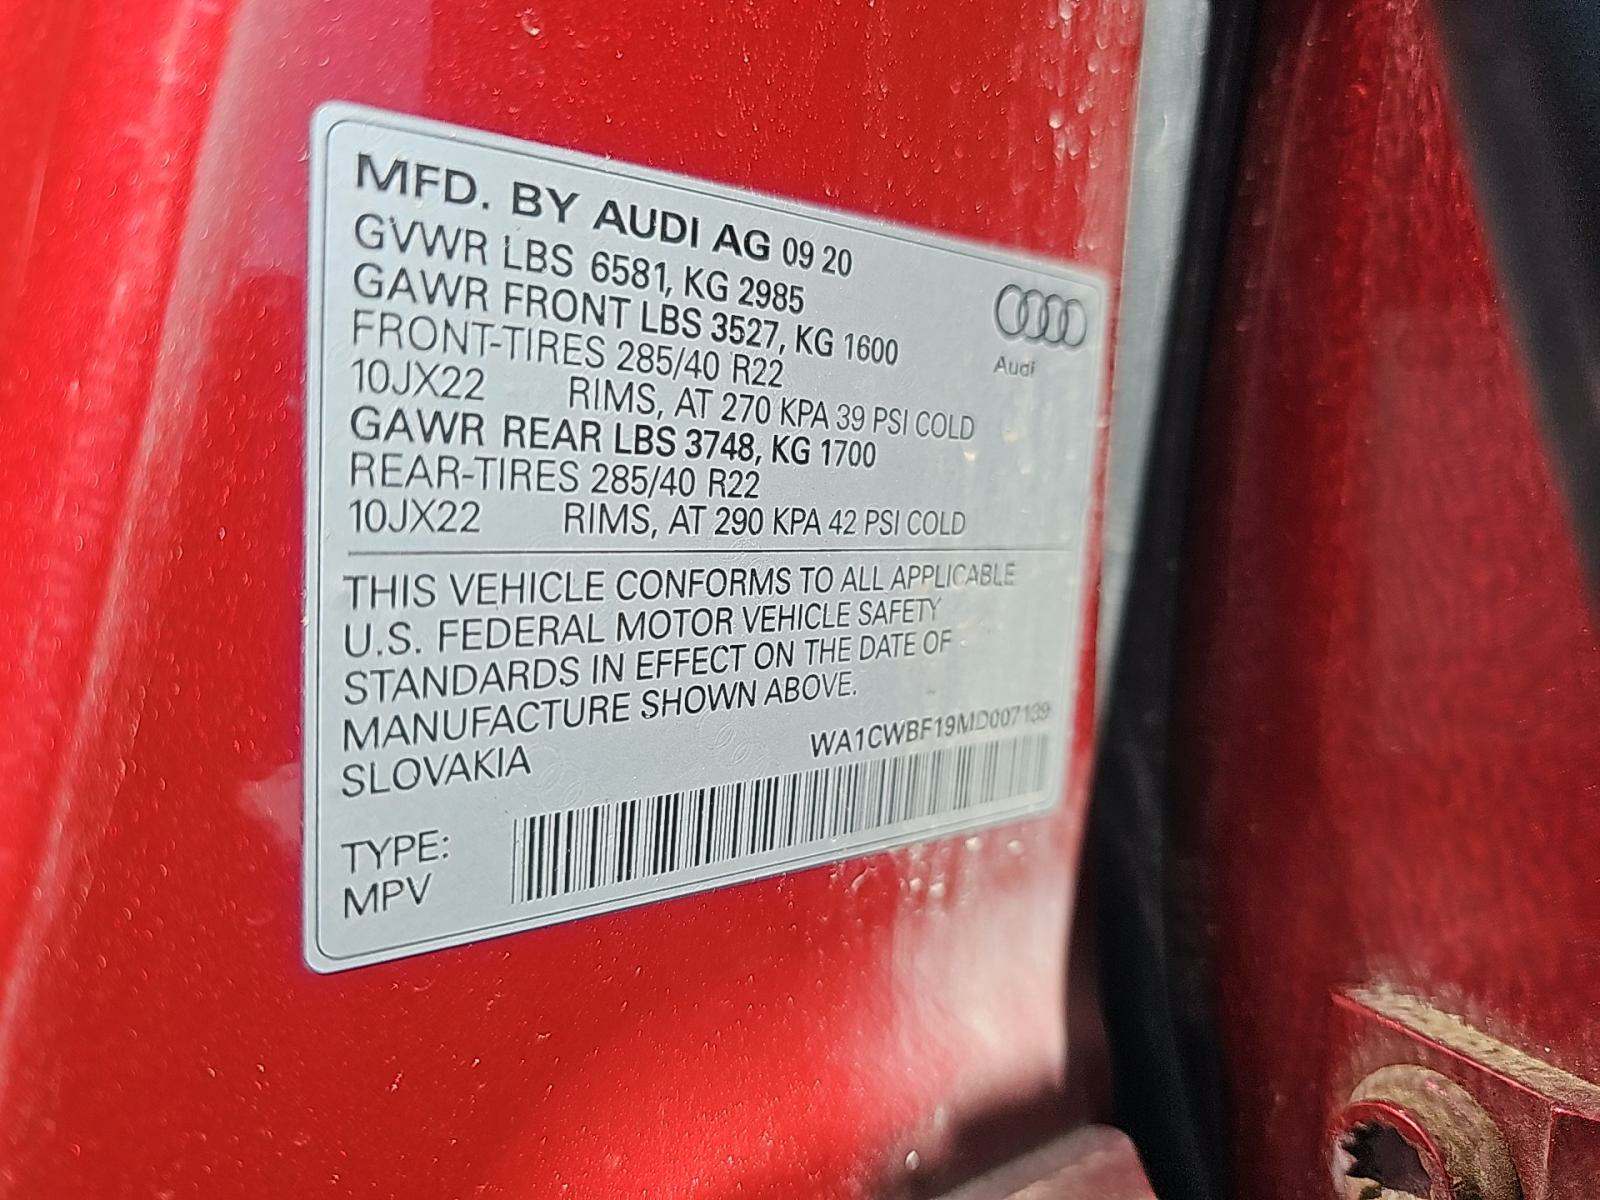 MFD. BY AUDI AG 09 20
GVWR LBS 6581, KG 2985
GAWR FRONT LBS 3527, KG 1600
FRONT-TIRES 285/40 R22
10JX22 RIMS, AT 270 KPA 39 PSI COLD
GAWR REAR LBS 3748, KG 1700
REAR-TIRES 285/40 R22
10JX22 RIMS, AT 290 KPA 42 PSI COLD
Audi
THIS VEHICLE CONFORMS TO ALL APPLICABLE
U.S. FEDERAL MOTOR VEHICLE SAFETY
STANDARDS IN EFFECT ON THE DATE OF
MANUFACTURE SHOWN ABOVE.
SLOVAKIA
WA1CWBF19MD007139
TYPE:
MPV